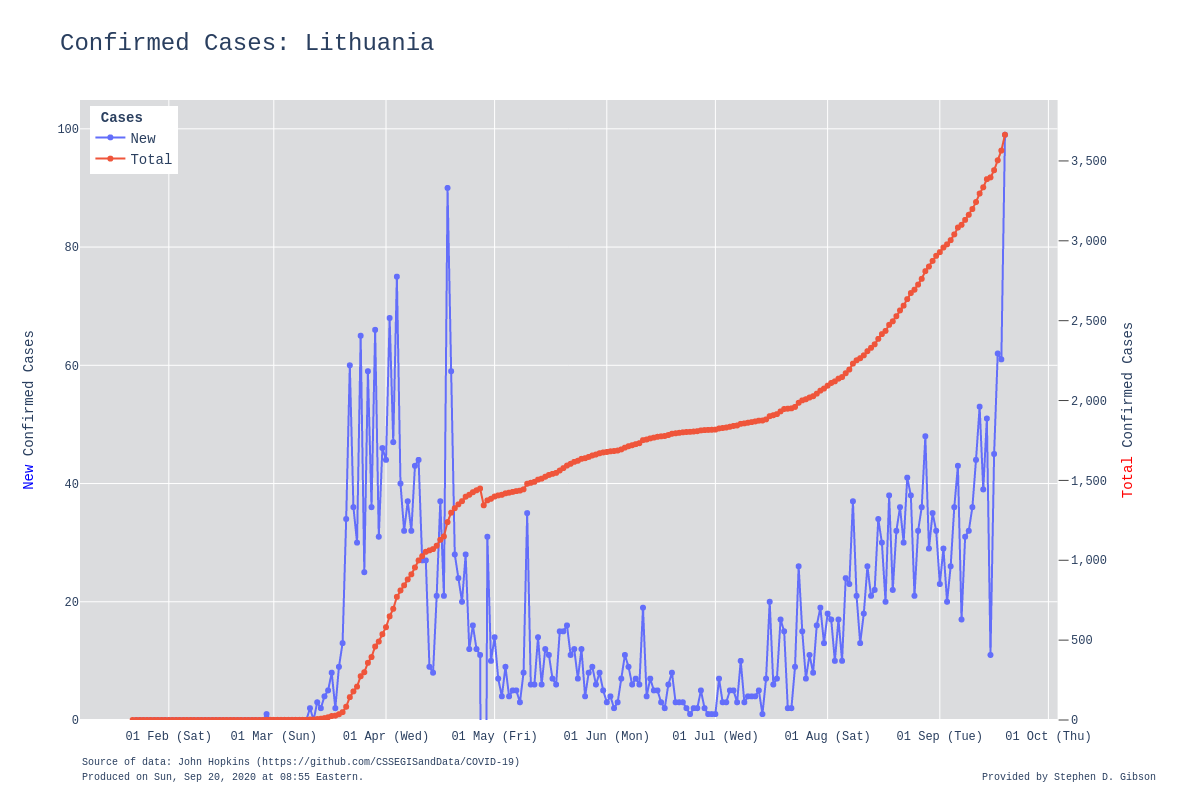 Confirmed Cases: Lithuania
Cases
New
Total
100
80
60
40
20
0
3,500
3,000
2,500
2,000
1,500
1,000
500
0
New Confirmed Cases
Total Confirmed Cases
01 Feb (Sat) 01 Mar (Sun) 01 Apr (Wed) 01 May (Fri) 01 Jun (Mon) 01 Jul (Wed) 01 Aug (Sat) 01 Sep (Tue) 01 Oct (Thu)
Source of data: John Hopkins (https://github.com/CSSEGISandData/COVID-19)
Produced on Sun, Sep 20, 2020 at 08:55 Eastern.
Provided by Stephen D. Gibson